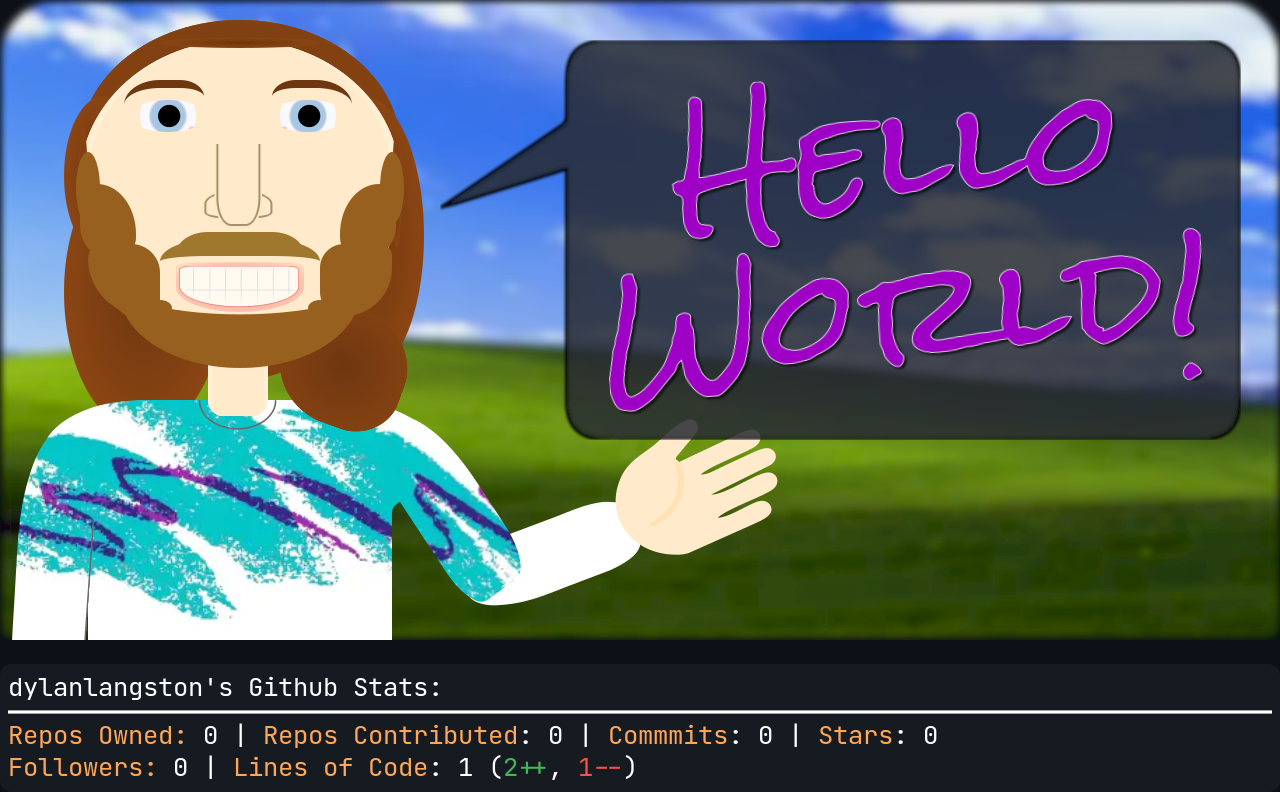 Hello
World!
dylanlangston's Github Stats:
Repos Owned: 0 | Repos Contributed: 0 | Commmits: 0 | Stars: 0
Followers: 0 | Lines of Code: 1 (2++, 1--)